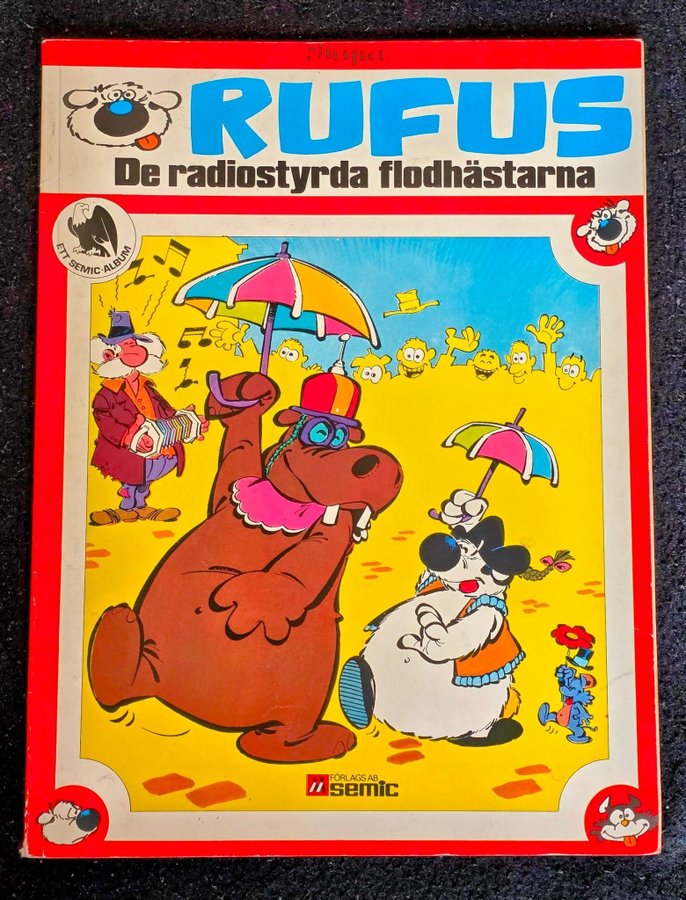 RUFUS
De radiostyrda flodhästarna
ETT SEMIC-ALBUM
FÖRLAGS AB
semic